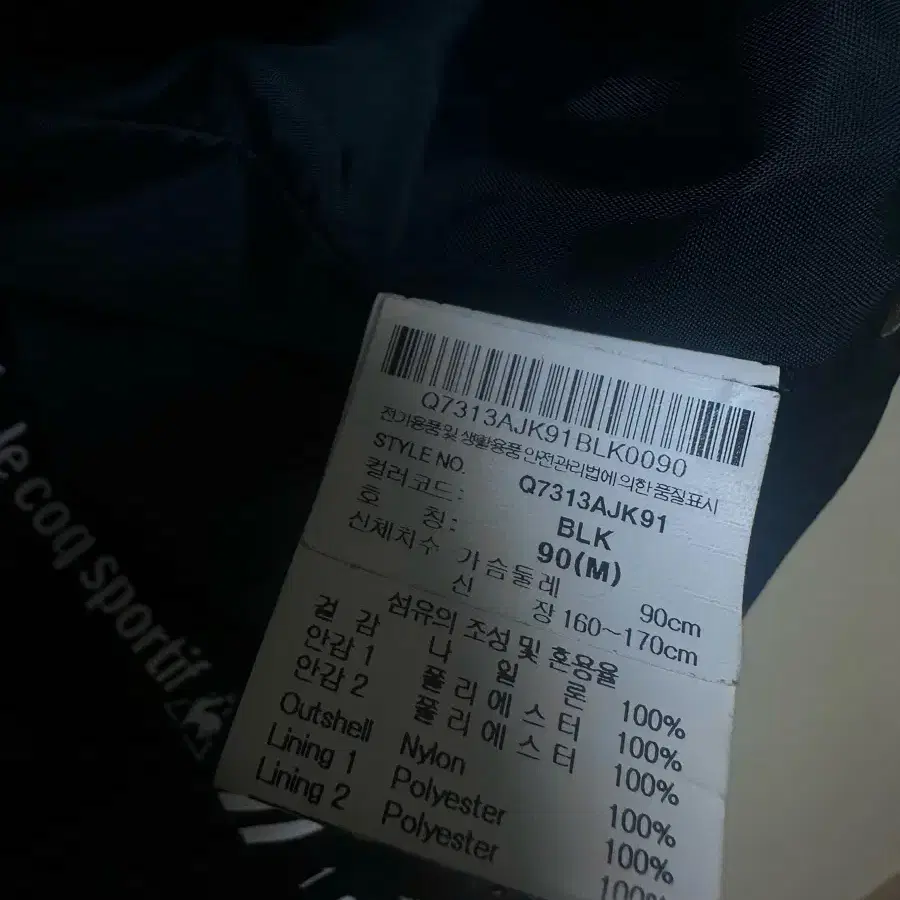 le coq sportif
Q7313AJK91BLK0090
전기용품및 생활용품 안전관리법에 의한 품질표시
STYLE NO. Q7313AJK91
컬러코드: BLK
호 칭: 90(M)
신체치수 가슴둘레 90cm
신 장 160~170cm
섬유의 조성 및 혼용율
겉 감 나 일 론 100%
안감 1 폴리에스터 100%
안감 2 폴리에스터 100%
Outshell Nylon 100%
Lining 1 Polyester 100%
Lining 2 Polyester 100%